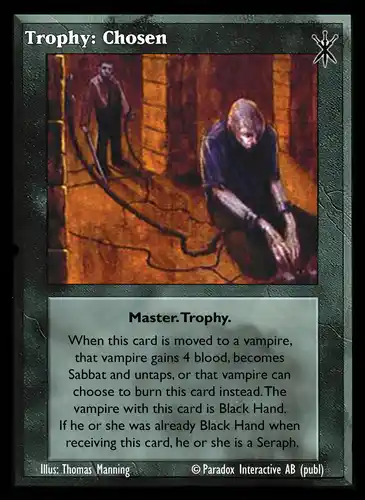 Trophy: Chosen
Master. Trophy.
When this card is moved to a vampire,
that vampire gains 4 blood, becomes
Sabbat and untaps, or that vampire can
choose to burn this card instead. The
vampire with this card is Black Hand.
If he or she was already Black Hand when
receiving this card, he or she is a Seraph.
Illus: Thomas Manning © Paradox Interactive AB (publ)